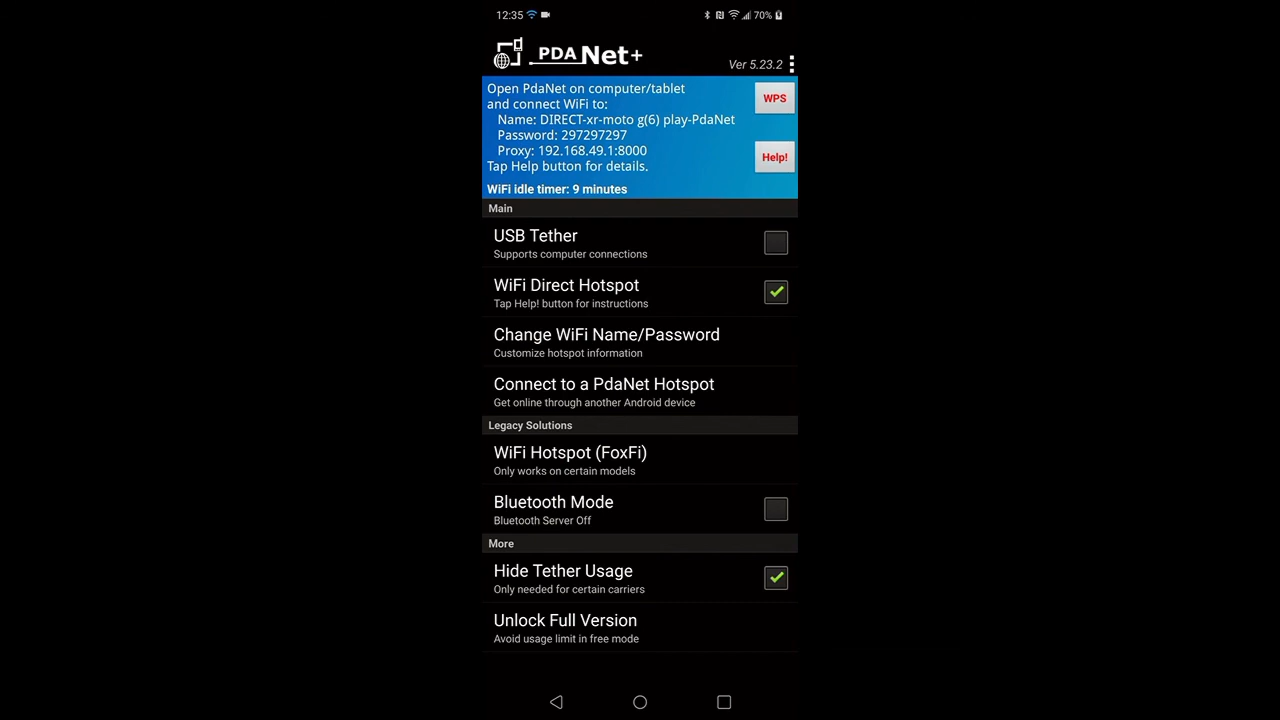 12:35
70%
PDA Net+
Ver 5.23.2
Open PdaNet on computer/tablet
and connect WiFi to:
Name: DIRECT-xr-moto g(6) play-PdaNet
Password: 297297297
Proxy: 192.168.49.1:8000
Tap Help button for details.
WPS
Help!
WiFi idle timer: 9 minutes
Main
USB Tether
Supports computer connections
WiFi Direct Hotspot
Tap Help! button for instructions
Change WiFi Name/Password
Customize hotspot information
Connect to a PdaNet Hotspot
Get online through another Android device
Legacy Solutions
WiFi Hotspot (FoxFi)
Only works on certain models
Bluetooth Mode
Bluetooth Server Off
More
Hide Tether Usage
Only needed for certain carriers
Unlock Full Version
Avoid usage limit in free mode